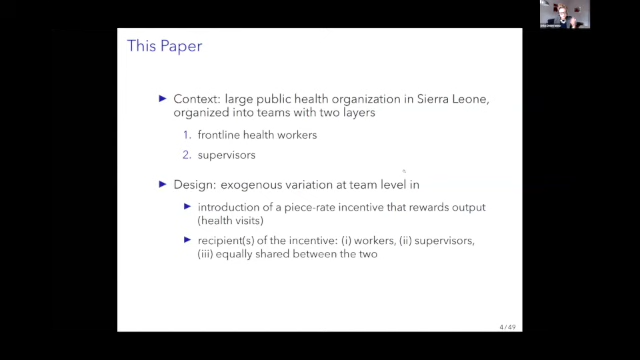 This Paper
Context: large public health organization in Sierra Leone,
organized into teams with two layers
1. frontline health workers
2. supervisors
Design: exogenous variation at team level in
introduction of a piece-rate incentive that rewards output
(health visits)
recipient(s) of the incentive: (i) workers, (ii) supervisors,
(iii) equally shared between the two
4/49